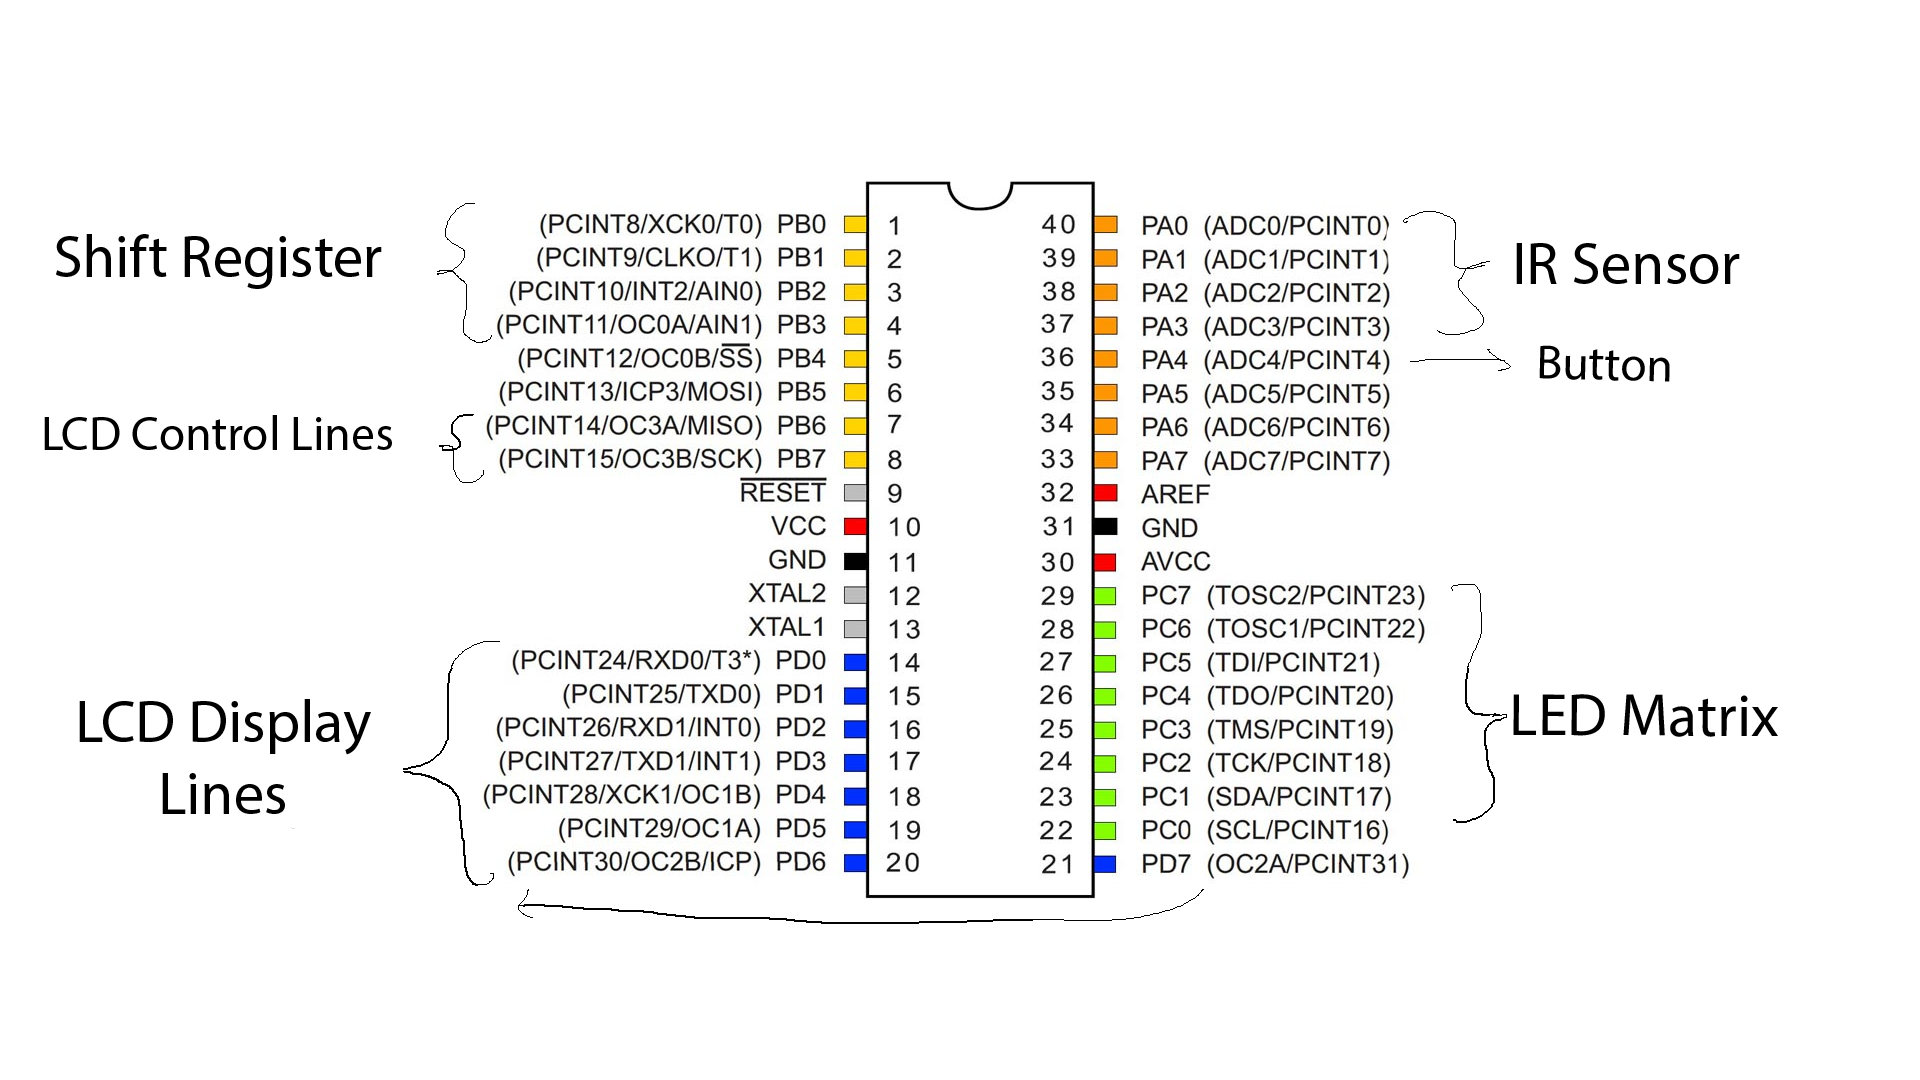 Shift Register
LCD Control Lines
LCD Display
Lines
(PCINT8/XCK0/T0) PB0 1
(PCINT9/CLKO/T1) PB1 2
(PCINT10/INT2/AIN0) PB2 3
(PCINT11/OC0A/AIN1) PB3 4
(PCINT12/OC0B/SS) PB4 5
(PCINT13/ICP3/MOSI) PB5 6
(PCINT14/OC3A/MISO) PB6 7
(PCINT15/OC3B/SCK) PB7 8
RESET 9
VCC 10
GND 11
XTAL2 12
XTAL1 13
(PCINT24/RXD0/T3*) PD0 14
(PCINT25/TXD0) PD1 15
(PCINT26/RXD1/INT0) PD2 16
(PCINT27/TXD1/INT1) PD3 17
(PCINT28/XCK1/OC1B) PD4 18
(PCINT29/OC1A) PD5 19
(PCINT30/OC2B/ICP) PD6 20
40 PA0 (ADC0/PCINT0)
39 PA1 (ADC1/PCINT1)
38 PA2 (ADC2/PCINT2)
37 PA3 (ADC3/PCINT3)
36 PA4 (ADC4/PCINT4)
35 PA5 (ADC5/PCINT5)
34 PA6 (ADC6/PCINT6)
33 PA7 (ADC7/PCINT7)
32 AREF
31 GND
30 AVCC
29 PC7 (TOSC2/PCINT23)
28 PC6 (TOSC1/PCINT22)
27 PC5 (TDI/PCINT21)
26 PC4 (TDO/PCINT20)
25 PC3 (TMS/PCINT19)
24 PC2 (TCK/PCINT18)
23 PC1 (SDA/PCINT17)
22 PC0 (SCL/PCINT16)
21 PD7 (OC2A/PCINT31)
IR Sensor
Button
LED Matrix